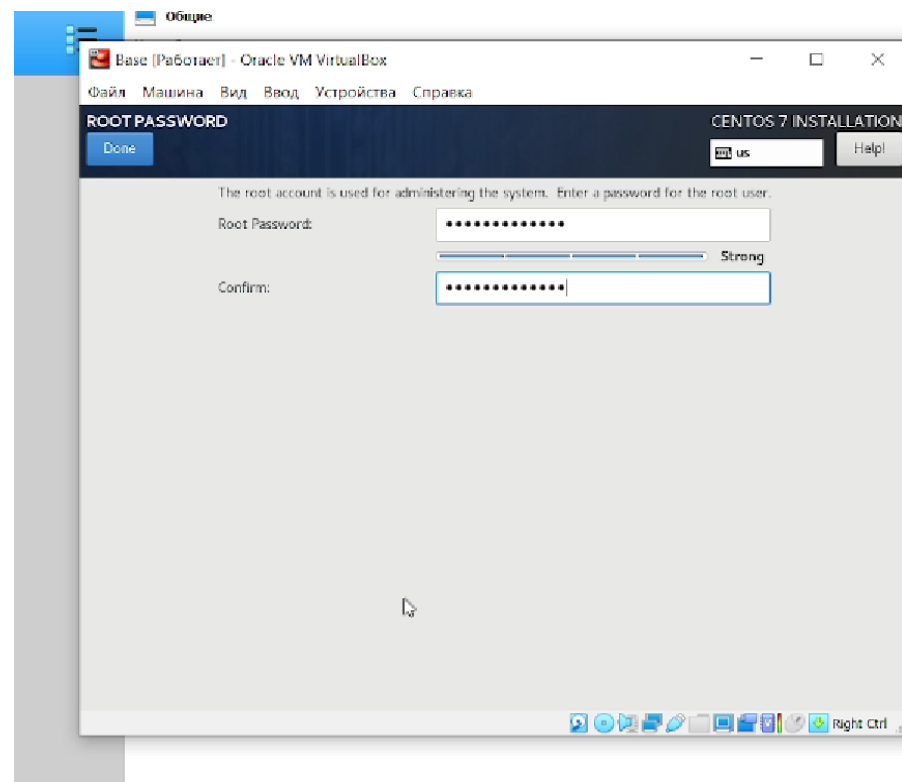 Общие
Base [Работает] - Oracle VM VirtualBox
Файл Машина Вид Ввод Устройства Справка
ROOT PASSWORD
CENTOS 7 INSTALLATION
Done
us
Help!
The root account is used for administering the system. Enter a password for the root user.
Root Password:
•••••••••••••
Strong
Confirm:
•••••••••••••
Right Ctrl